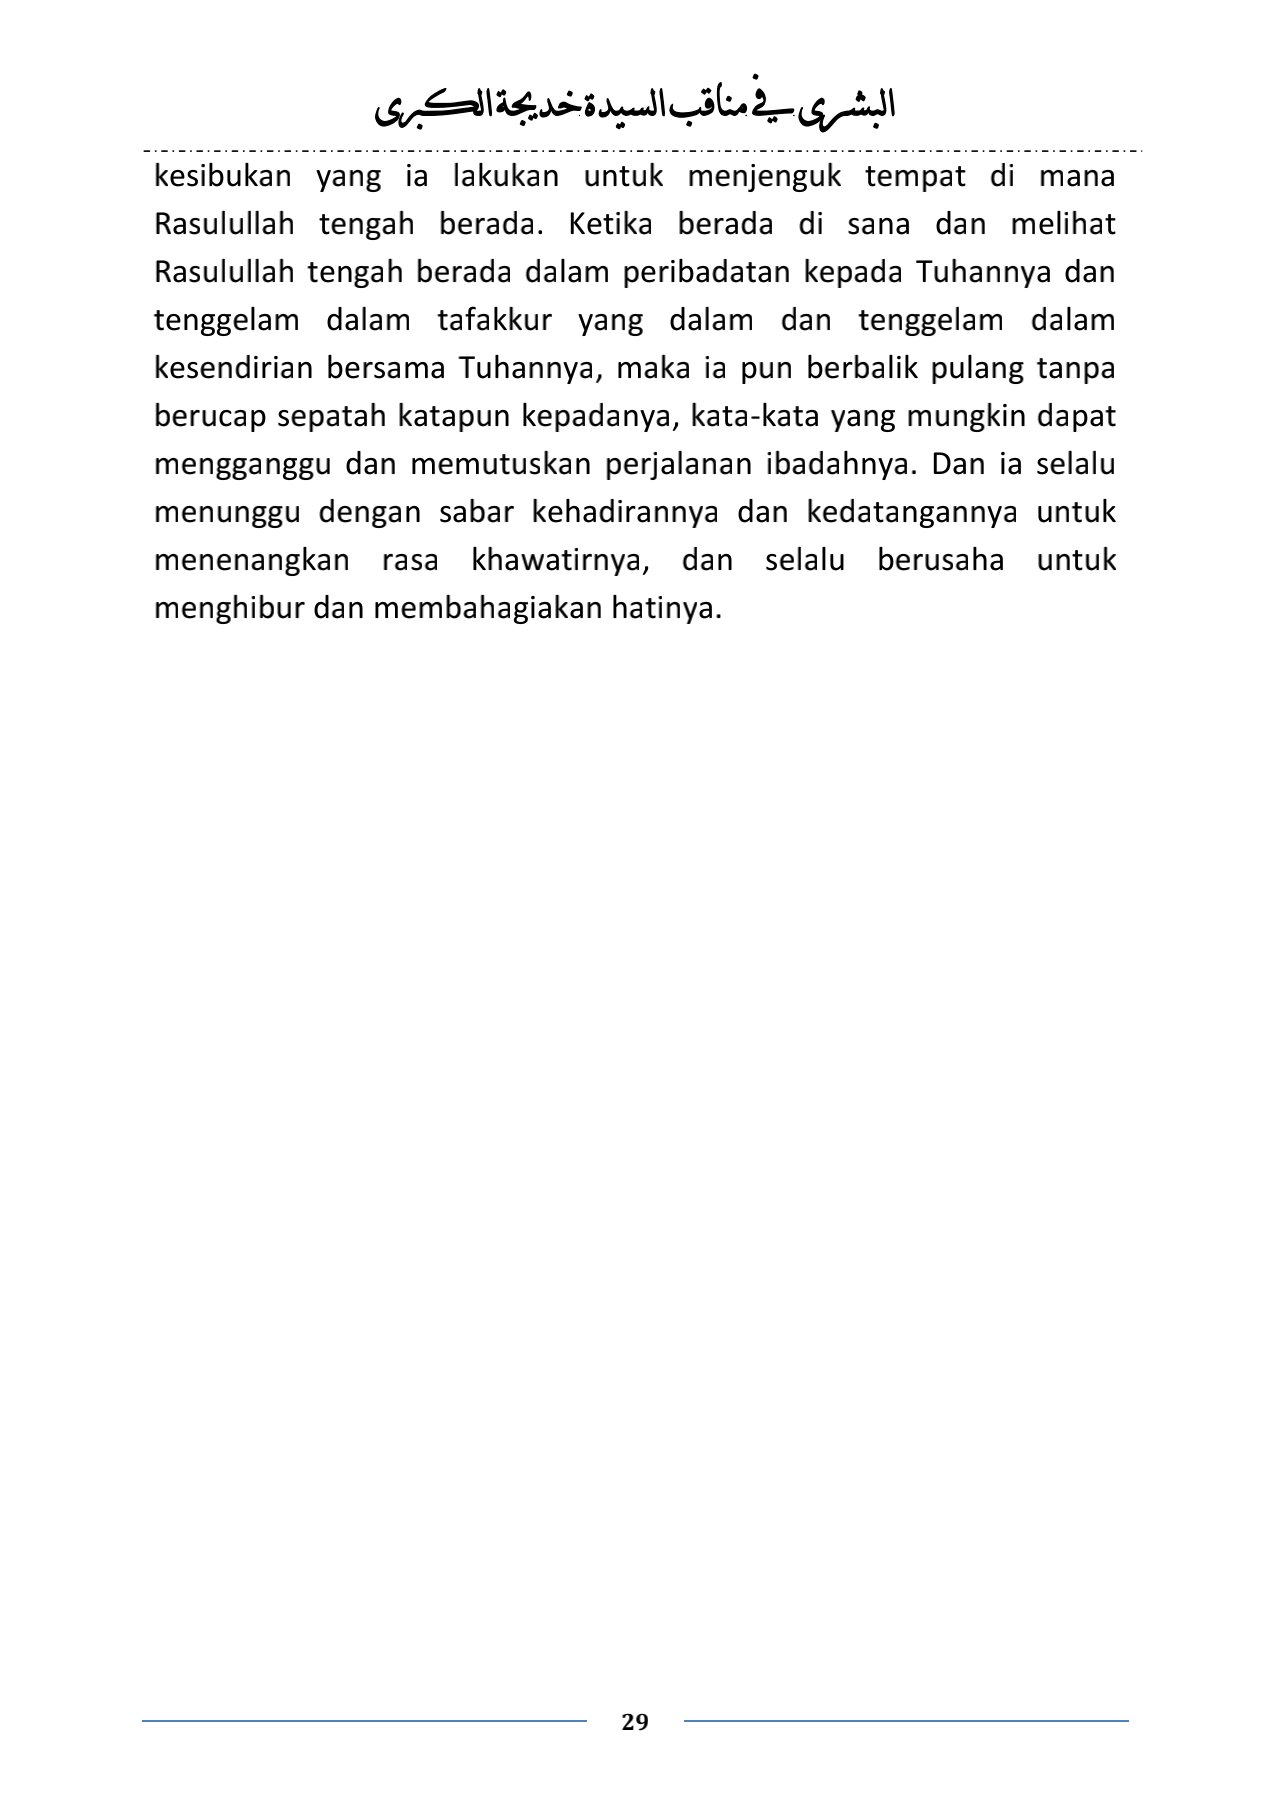 البشرى في مناقب السيدة خديجة الكبرى
kesibukan yang ia lakukan untuk menjenguk tempat di mana
Rasulullah tengah berada. Ketika berada di sana dan melihat
Rasulullah tengah berada dalam peribadatan kepada Tuhannya dan
tenggelam dalam tafakkur yang dalam dan tenggelam dalam
kesendirian bersama Tuhannya, maka ia pun berbalik pulang tanpa
berucap sepatah katapun kepadanya, kata-kata yang mungkin dapat
mengganggu dan memutuskan perjalanan ibadahnya. Dan ia selalu
menunggu dengan sabar kehadirannya dan kedatangannya untuk
menenangkan rasa khawatirnya, dan selalu berusaha untuk
menghibur dan membahagiakan hatinya.
29